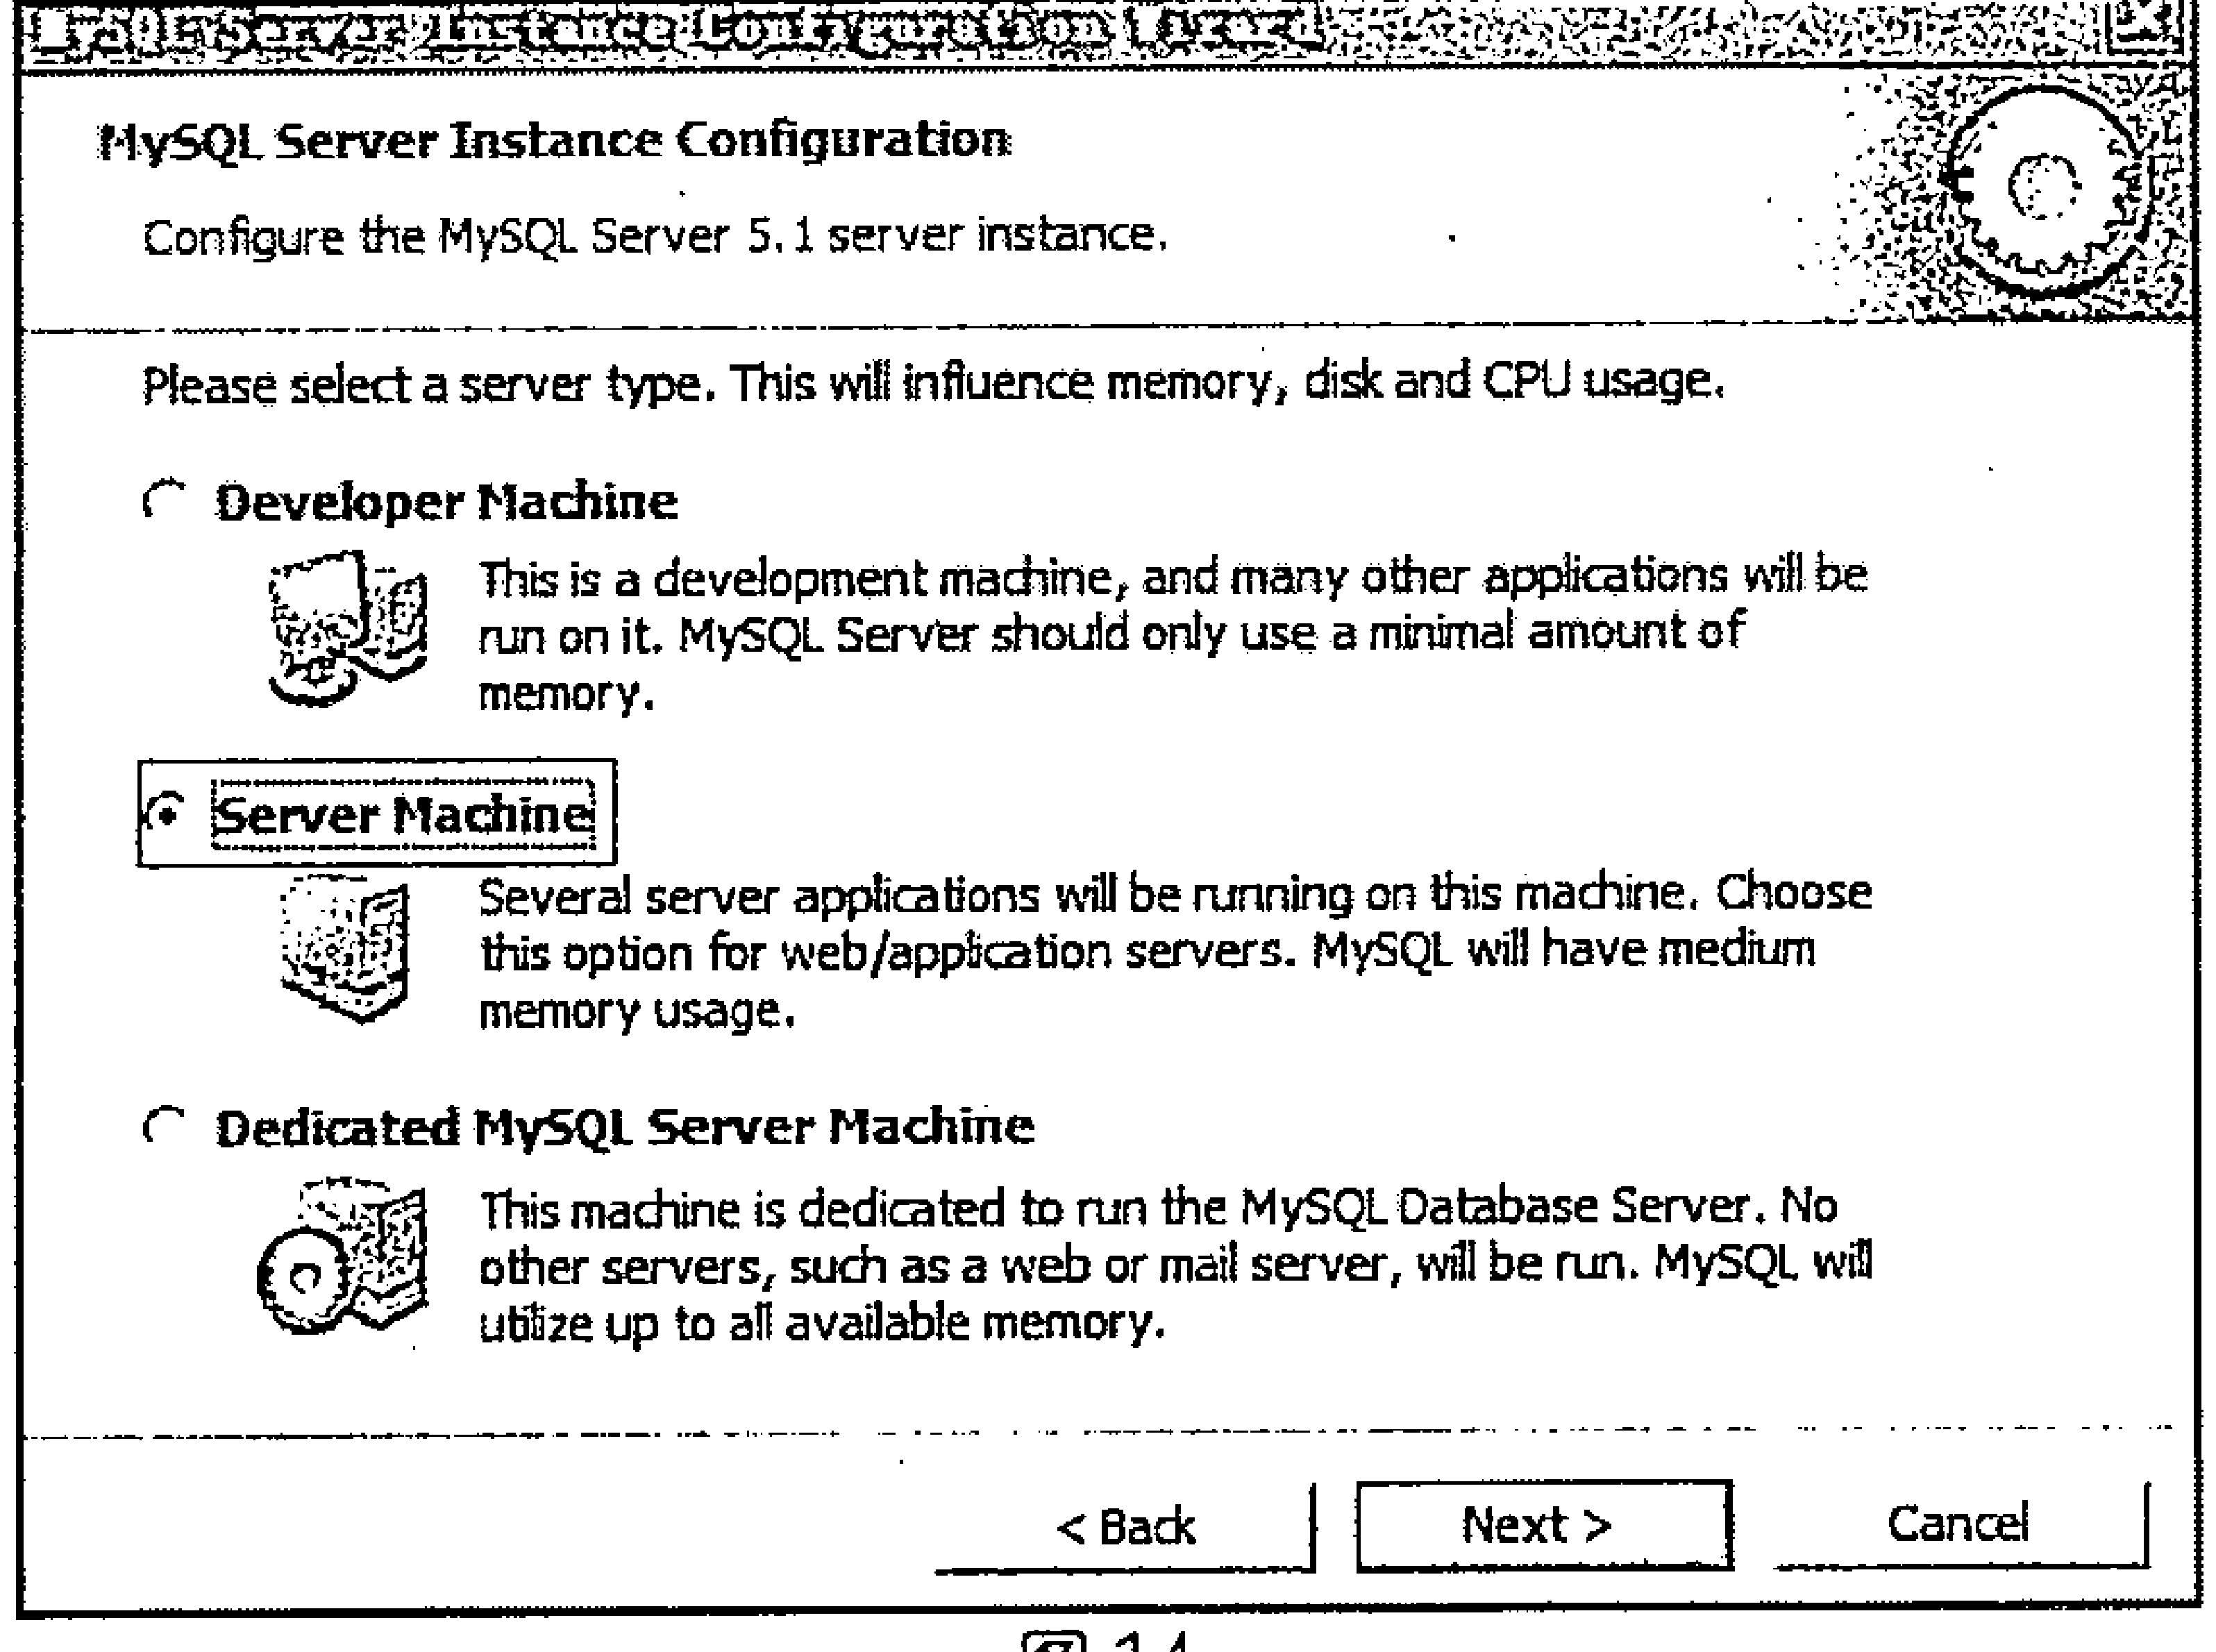 MySQL Server Instance Configuration Wizard
MySQL Server Instance Configuration
Configure the MySQL Server 5.1 server instance.
Please select a server type. This will influence memory, disk and CPU usage.
Developer Machine
This is a development machine, and many other applications will be
run on it. MySQL Server should only use a minimal amount of
memory.
Server Machine
Several server applications will be running on this machine. Choose
this option for web/application servers. MySQL will have medium
memory usage.
Dedicated MySQL Server Machine
This machine is dedicated to run the MySQL Database Server. No
other servers, such as a web or mail server, will be run. MySQL will
utilize up to all available memory.
< Back
Next >
Cancel